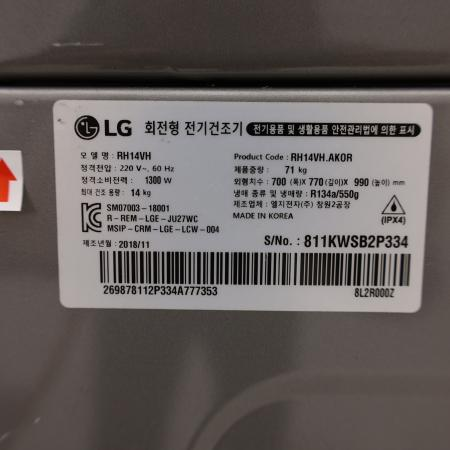 LG 회전형 전기건조기 전기용품 및 생활용품 안전관리법에 의한 표시
모 델 명 : RH14VH Product Code : RH14VH.AKOR
정격전압 : 220 V~, 60 Hz 제품중량 : 71 kg
정격소비전력 : 1300 W 외형치수 : 700 (폭)X 770(깊이)X 990 (높이) mm
최대 건조 용량 : 14 kg 냉매 종류 및 냉매량 : R134a/550g
SM07003-18001 제조업체 : 엘지전자(주) 창원2공장
R-REM-LGE-JU27WC MADE IN KOREA
MSIP-CRM-LGE-LCW-004 (IPX4)
제조년월 : 2018/11 S/No. : 811KWSB2P334
269878112P334A777353 8L2R000Z